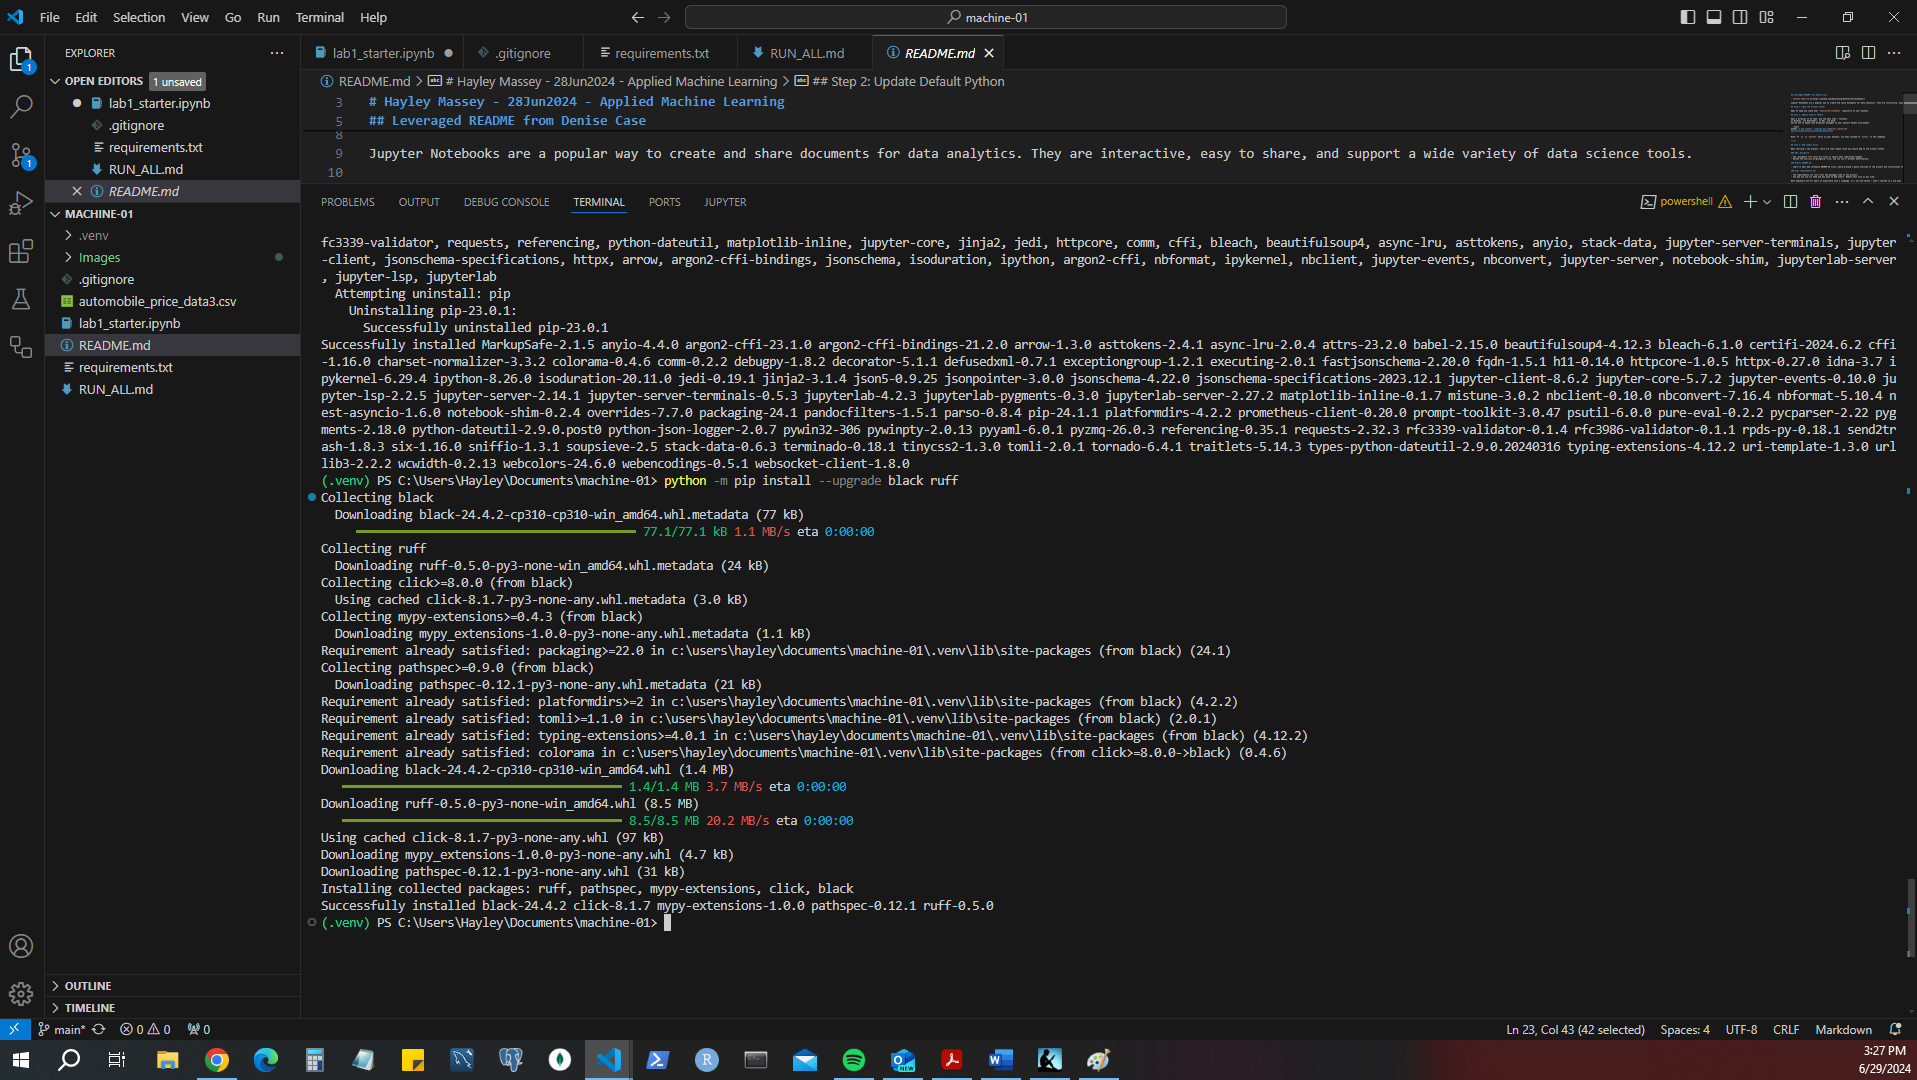 File Edit Selection View Go Run Terminal Help
machine-01
EXPLORER
OPEN EDITORS 1 unsaved
lab1_starter.ipynb
.gitignore
requirements.txt
RUN_ALL.md
README.md
MACHINE-01
.venv
Images
.gitignore
automobile_price_data3.csv
lab1_starter.ipynb
README.md
requirements.txt
RUN_ALL.md
OUTLINE
TIMELINE
lab1_starter.ipynb .gitignore requirements.txt RUN_ALL.md README.md
README.md > # Hayley Massey - 28Jun2024 - Applied Machine Learning > ## Step 2: Update Default Python
3 # Hayley Massey - 28Jun2024 - Applied Machine Learning
5 ## Leveraged README from Denise Case
8
9 Jupyter Notebooks are a popular way to create and share documents for data analytics. They are interactive, easy to share, and support a wide variety of data science tools.
10
PROBLEMS OUTPUT DEBUG CONSOLE TERMINAL PORTS JUPYTER
powershell
fc3339-validator, requests, referencing, python-dateutil, matplotlib-inline, jupyter-core, jinja2, jedi, httpcore, comm, cffi, bleach, beautifulsoup4, async-lru, asttokens, anyio, stack-data, jupyter-server-terminals, jupyter
-client, jsonschema-specifications, httpx, arrow, argon2-cffi-bindings, jsonschema, isoduration, ipython, argon2-cffi, nbformat, ipykernel, nbclient, jupyter-events, nbconvert, jupyter-server, notebook-shim, jupyterlab-server
, jupyter-lsp, jupyterlab
Attempting uninstall: pip
Uninstalling pip-23.0.1:
Successfully uninstalled pip-23.0.1
Successfully installed MarkupSafe-2.1.5 anyio-4.4.0 argon2-cffi-23.1.0 argon2-cffi-bindings-21.2.0 arrow-1.3.0 asttokens-2.4.1 async-lru-2.0.4 attrs-23.2.0 babel-2.15.0 beautifulsoup4-4.12.3 bleach-6.1.0 certifi-2024.6.2 cffi
-1.16.0 charset-normalizer-3.3.2 colorama-0.4.6 comm-0.2.2 debugpy-1.8.2 decorator-5.1.1 defusedxml-0.7.1 exceptiongroup-1.2.1 executing-2.0.1 fastjsonschema-2.20.0 fqdn-1.5.1 h11-0.14.0 httpcore-1.0.5 httpx-0.27.0 idna-3.7 i
pykernel-6.29.4 ipython-8.26.0 isoduration-20.11.0 jedi-0.19.1 jinja2-3.1.4 json5-0.9.25 jsonpointer-3.0.0 jsonschema-4.22.0 jsonschema-specifications-2023.12.1 jupyter-client-8.6.2 jupyter-core-5.7.2 jupyter-events-0.10.0 ju
pyter-lsp-2.2.5 jupyter-server-2.14.1 jupyter-server-terminals-0.5.3 jupyterlab-4.2.3 jupyterlab-pygments-0.3.0 jupyterlab-server-2.27.2 matplotlib-inline-0.1.7 mistune-3.0.2 nbclient-0.10.0 nbconvert-7.16.4 nbformat-5.10.4 n
est-asyncio-1.6.0 notebook-shim-0.2.4 overrides-7.7.0 packaging-24.1 pandocfilters-1.5.1 parso-0.8.4 pip-24.1.1 platformdirs-4.2.2 prometheus-client-0.20.0 prompt-toolkit-3.0.47 psutil-6.0.0 pure-eval-0.2.2 pycparser-2.22 pyg
ments-2.18.0 python-dateutil-2.9.0.post0 python-json-logger-2.0.7 pywin32-306 pywinpty-2.0.13 pyyaml-6.0.1 pyzmq-26.0.3 referencing-0.35.1 requests-2.32.3 rfc3339-validator-0.1.4 rfc3986-validator-0.1.1 rpds-py-0.18.1 send2tr
ash-1.8.3 six-1.16.0 sniffio-1.3.1 soupsieve-2.5 stack-data-0.6.3 terminado-0.18.1 tinycss2-1.3.0 tomli-2.0.1 tornado-6.4.1 traitlets-5.14.3 types-python-dateutil-2.9.0.20240316 typing-extensions-4.12.2 uri-template-1.3.0 url
lib3-2.2.2 wcwidth-0.2.13 webcolors-24.6.0 webencodings-0.5.1 websocket-client-1.8.0
(.venv) PS C:\Users\Hayley\Documents\machine-01> python -m pip install --upgrade black ruff
Collecting black
Downloading black-24.4.2-cp310-cp310-win_amd64.whl.metadata (77 kB)
77.1/77.1 kB 1.1 MB/s eta 0:00:00
Collecting ruff
Downloading ruff-0.5.0-py3-none-win_amd64.whl.metadata (24 kB)
Collecting click>=8.0.0 (from black)
Using cached click-8.1.7-py3-none-any.whl.metadata (3.0 kB)
Collecting mypy-extensions>=0.4.3 (from black)
Downloading mypy_extensions-1.0.0-py3-none-any.whl.metadata (1.1 kB)
Requirement already satisfied: packaging>=22.0 in c:\users\hayley\documents\machine-01\.venv\lib\site-packages (from black) (24.1)
Collecting pathspec>=0.9.0 (from black)
Downloading pathspec-0.12.1-py3-none-any.whl.metadata (21 kB)
Requirement already satisfied: platformdirs>=2 in c:\users\hayley\documents\machine-01\.venv\lib\site-packages (from black) (4.2.2)
Requirement already satisfied: tomli>=1.1.0 in c:\users\hayley\documents\machine-01\.venv\lib\site-packages (from black) (2.0.1)
Requirement already satisfied: typing-extensions>=4.0.1 in c:\users\hayley\documents\machine-01\.venv\lib\site-packages (from black) (4.12.2)
Requirement already satisfied: colorama in c:\users\hayley\documents\machine-01\.venv\lib\site-packages (from click>=8.0.0->black) (0.4.6)
Downloading black-24.4.2-cp310-cp310-win_amd64.whl (1.4 MB)
1.4/1.4 MB 3.7 MB/s eta 0:00:00
Downloading ruff-0.5.0-py3-none-win_amd64.whl (8.5 MB)
8.5/8.5 MB 20.2 MB/s eta 0:00:00
Using cached click-8.1.7-py3-none-any.whl (97 kB)
Downloading mypy_extensions-1.0.0-py3-none-any.whl (4.7 kB)
Downloading pathspec-0.12.1-py3-none-any.whl (31 kB)
Installing collected packages: ruff, pathspec, mypy-extensions, click, black
Successfully installed black-24.4.2 click-8.1.7 mypy-extensions-1.0.0 pathspec-0.12.1 ruff-0.5.0
(.venv) PS C:\Users\Hayley\Documents\machine-01>
main* 0 0 0
Ln 23, Col 43 (42 selected) Spaces: 4 UTF-8 CRLF Markdown
3:27 PM
6/29/2024